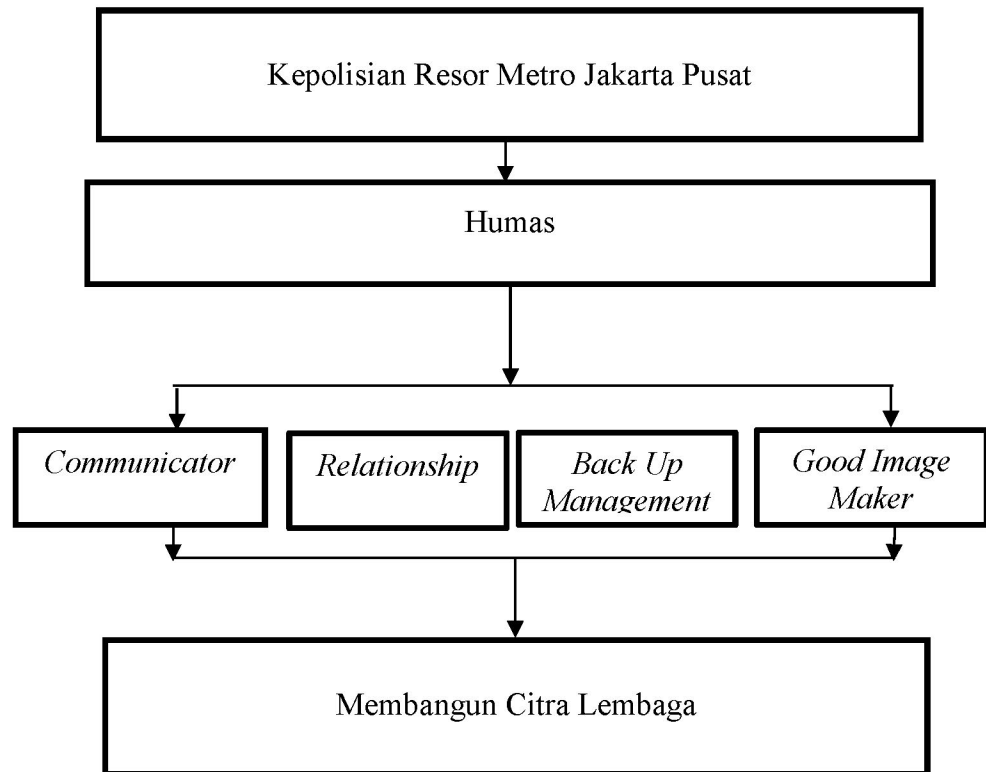 Kepolisian Resor Metro Jakarta Pusat
Humas
Communicator
Relationship
Back Up
Management
Good Image
Maker
Membangun Citra Lembaga